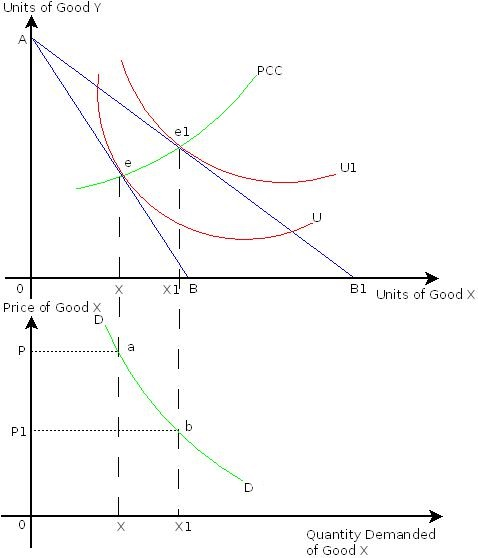 Units of Good Y
A
PCC
e1
e
U1
U
0
X
X1
B
B1
Units of Good X
Price of Good X
D
P
a
P1
b
D
0
X
X1
Quantity Demanded
of Good X